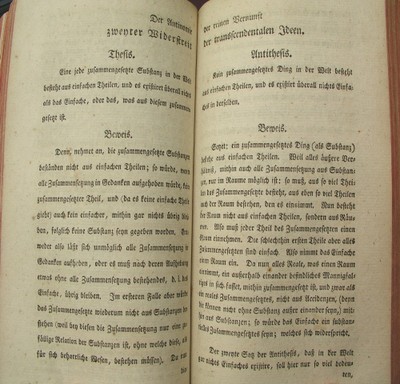 Der Antinomie
zweyter Widerstreit
Thesis.
Eine jede zusammengesetzte Substanz in der Welt
besteht aus einfachen Theilen, und es existiret überall nichts
als das Einfache, oder das, was aus diesem zusammen-
gesetzt ist.
Beweis.
Denn, nehmet an, die zusammengesetzte Substanzen
beständen nicht aus einfachen Theilen; so würde, wenn
alle Zusammensetzung in Gedanken aufgehoben würde, kein
zusammengesetzter Theil, und (da es keine einfache Theile
giebt) auch kein einfacher, mithin gar nichts übrig blei-
ben, folglich keine Substanz seyn gegeben worden. Ent-
weder also läßt sich unmöglich alle Zusammensetzung in
Gedanken aufheben, oder es muß nach deren Aufhebung
etwas ohne alle Zusammensetzung bestehendes, d. i. das
Einfache, übrig bleiben. Im ersteren Falle aber würde
das Zusammengesetzte wiederum nicht aus Substanzen be-
stehen (weil bey diesen die Zusammensetzung nur eine zu-
fällige Relation der Substanzen ist, ohne welche diese, als
für sich beharrliche Wesen, bestehen müssen). Da nun
der reinen Vernunft
der transscendentalen Ideen.
Antithesis.
Kein zusammengesetztes Ding in der Welt besteht
aus einfachen Theilen, und es existirt überall nichts Einfa-
ches in derselben.
Beweis.
Setzet: ein zusammengesetztes Ding (als Substanz)
bestehe aus einfachen Theilen. Weil alles äußere Ver-
hältniß, mithin auch alle Zusammensetzung aus Substan-
zen, nur im Raume möglich ist: so muß, aus so viel Thei-
len das Zusammengesetzte besteht, aus eben so viel Theilen
auch der Raum bestehen, den es einnimmt. Nun besteht
der Raum nicht aus einfachen Theilen, sondern aus Räu-
men. Also muß jeder Theil des Zusammengesetzten einen
Raum einnehmen. Die schlechthin ersten Theile aber alles
Zusammengesetzten sind einfach. Also nimmt das Einfache
einen Raum ein. Da nun alles Reale, was einen Raum
einnimmt, ein ausserhalb einander befindliches Mannigfalti-
ges in sich fasset, mithin zusammengesetzt ist, und zwar als
ein reales Zusammengesetztes, nicht aus Accidenzen, (denn
die können nicht ohne Substanz außer einander seyn,) mit-
hin aus Substanzen; so würde das Einfache ein substan-
zielles Zusammengesetztes seyn; welches sich widerspricht.
Der zweyte Satz der Antithesis, daß in der Welt
gar nichts Einfaches existire, soll hier nur so viel bedeu-
ten,